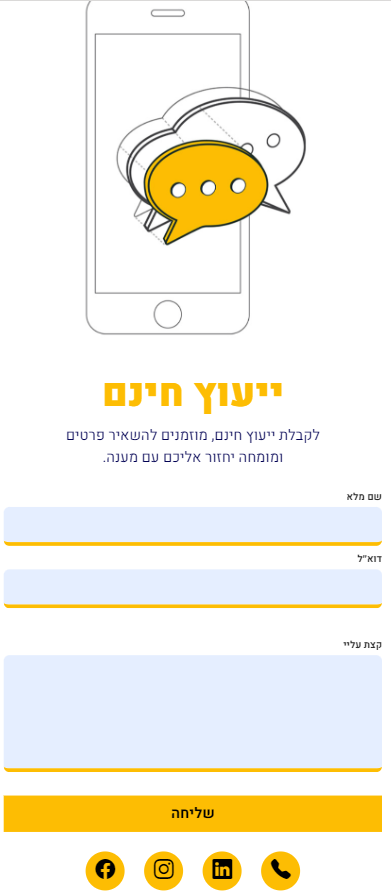 ייעוץ חינם
לקבלת ייעוץ חינם, מוזמנים להשאיר פרטים
ומומחה יחזור אליכם עם מענה.
שם מלא
דוא״ל
קצת עליי
שליחה
in